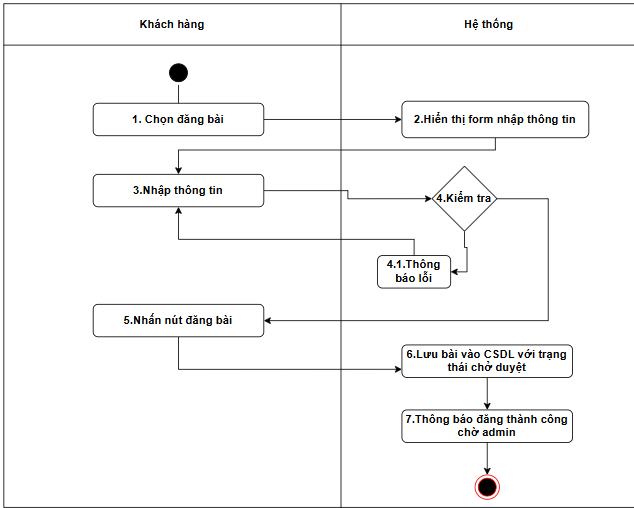 Khách hàng
Hệ thống
1. Chọn đăng bài
2.Hiển thị form nhập thông tin
3.Nhập thông tin
4.Kiểm tra
4.1.Thông
báo lỗi
5.Nhấn nút đăng bài
6.Lưu bài vào CSDL với trạng
thái chở duyệt
7.Thông báo đăng thành công
chờ admin